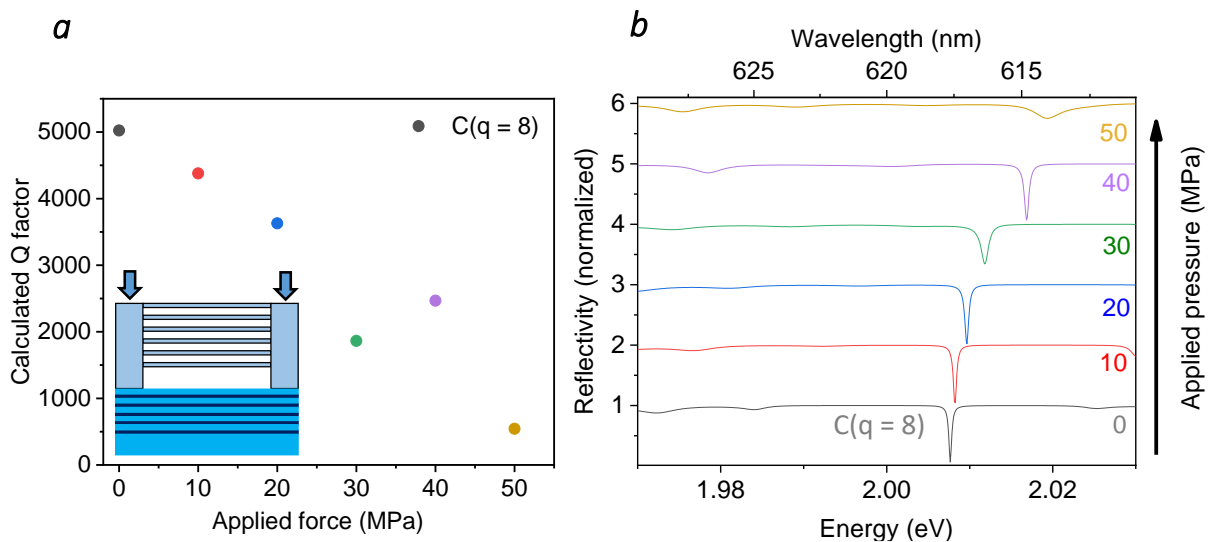 a
Calculated Q factor
5000
4000
3000
2000
1000
0
C(q = 8)
0 10 20 30 40 50
Applied force (MPa)
b
Wavelength (nm)
625 620 615
Reflectivity (normalized)
6
5
4
3
2
1
50
40
30
20
10
C(q = 8) 0
1.98 2.00 2.02
Energy (eV)
Applied pressure (MPa)